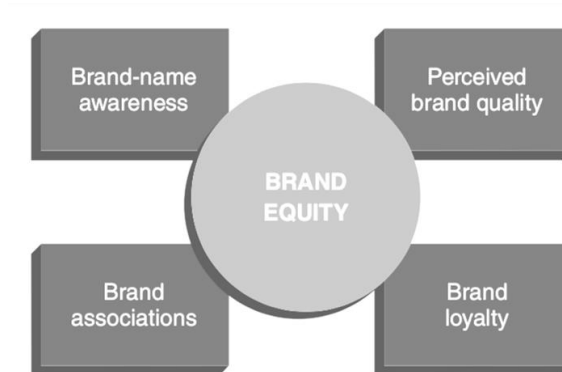 Brand-name
awareness
Perceived
brand quality
BRAND
EQUITY
Brand
associations
Brand
loyalty